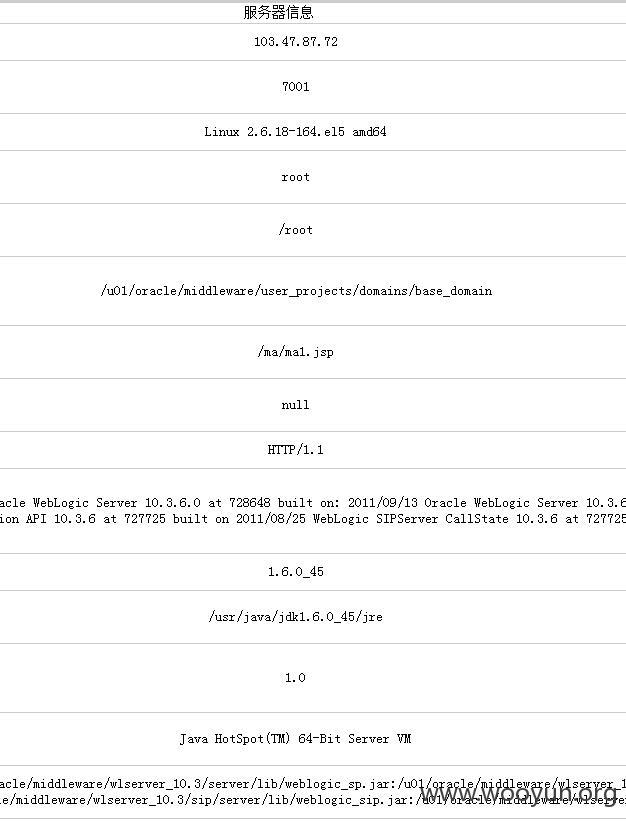 服务器信息
103.47.87.72
7001
Linux 2.6.18-164.el5 amd64
root
/root
/u01/oracle/middleware/user_projects/domains/base_domain
/ma/ma1.jsp
null
HTTP/1.1
acle WebLogic Server 10.3.6.0 at 728648 built on: 2011/09/13 Oracle WebLogic Server 10.3.6
ion API 10.3.6 at 727725 built on 2011/08/25 WebLogic SIPServer CallState 10.3.6 at 727725
1.6.0_45
/usr/java/jdk1.6.0_45/jre
1.0
Java HotSpot(TM) 64-Bit Server VM
acle/middleware/wlserver_10.3/server/lib/weblogic_sp.jar:/u01/oracle/middleware/wlserver_1
le/middleware/wlserver_10.3/sip/server/lib/weblogic_sip.jar:/u01/oracle/middleware/wlserver
www.wooyun.org